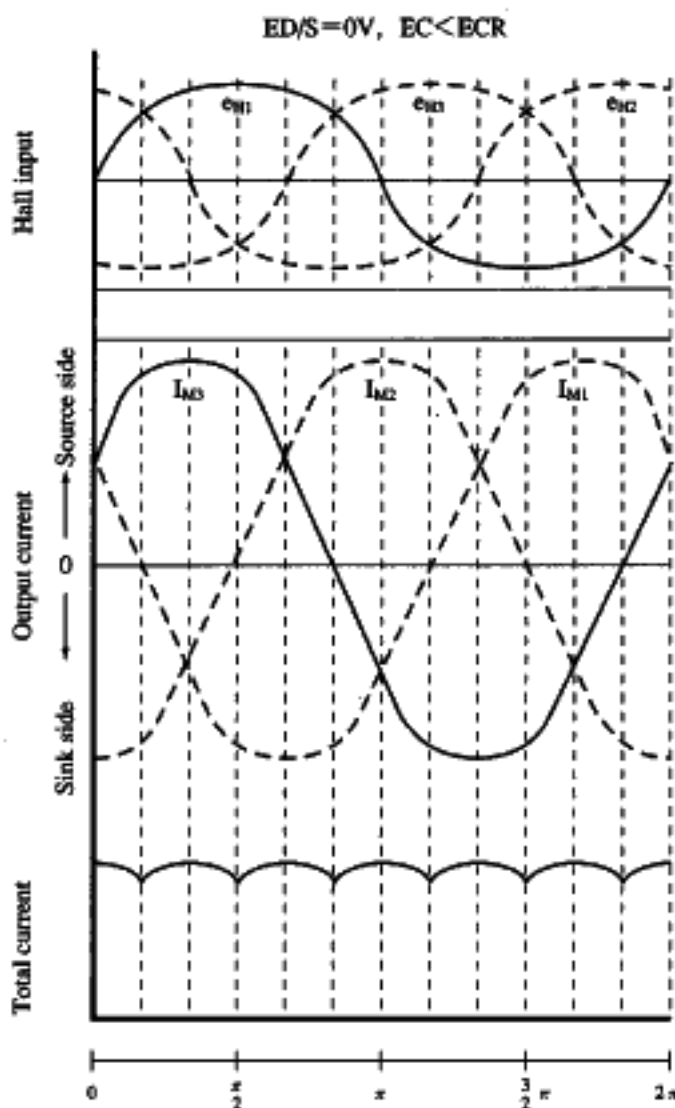 ED/S=0V, EC<ECR
Hall input
eH1
eH3
eH2
Output current
Sink side ← 0 → Source side
IM3
IM2
IM1
Total current
0
π/2
π
3/2 π
2π